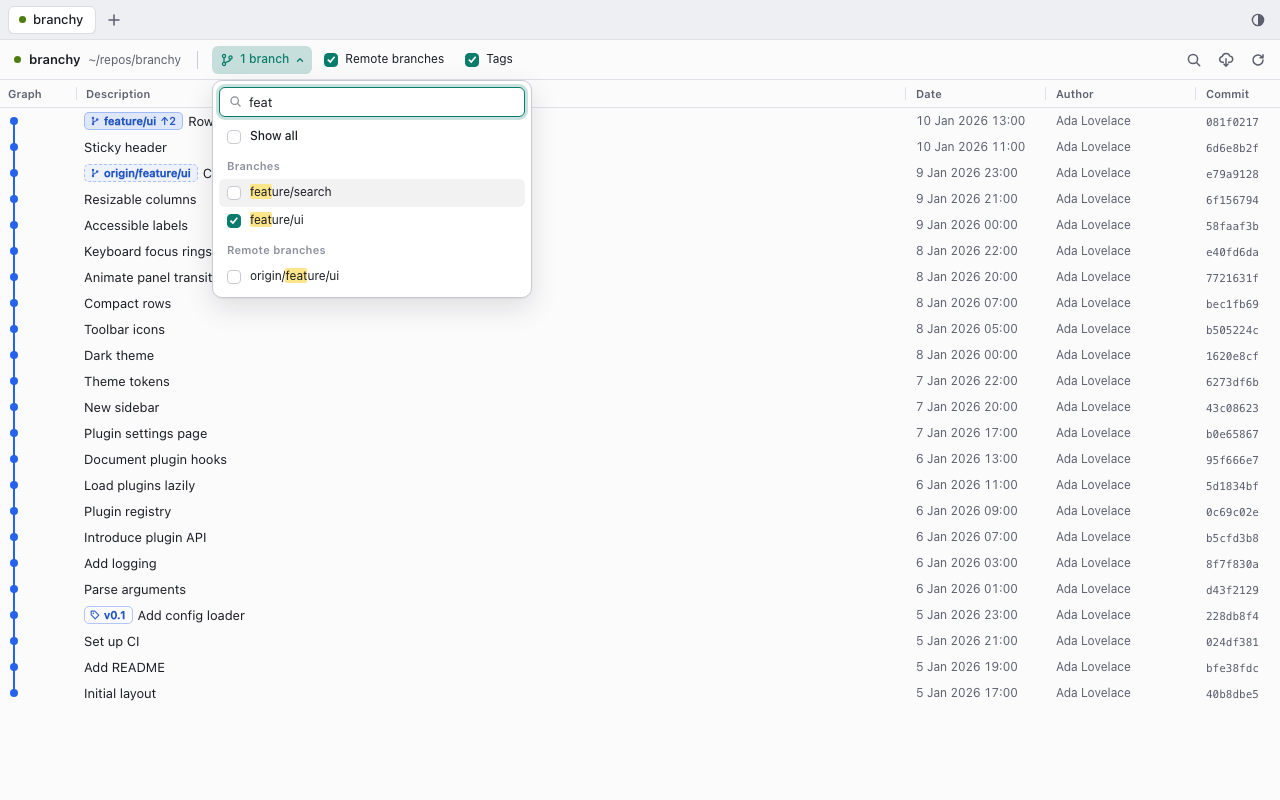 branchy
branchy ~/repos/branchy 1 branch Remote branches Tags
Graph Description Date Author Commit
feat
Show all
Branches
feature/search
feature/ui
Remote branches
origin/feature/ui
feature/ui ↑2 Row 10 Jan 2026 13:00 Ada Lovelace 081f0217
Sticky header 10 Jan 2026 11:00 Ada Lovelace 6d6e8b2f
origin/feature/ui C 9 Jan 2026 23:00 Ada Lovelace e79a9128
Resizable columns 9 Jan 2026 21:00 Ada Lovelace 6f156794
Accessible labels 9 Jan 2026 00:00 Ada Lovelace 58faaf3b
Keyboard focus rings 8 Jan 2026 22:00 Ada Lovelace e40fd6da
Animate panel transit 8 Jan 2026 20:00 Ada Lovelace 7721631f
Compact rows 8 Jan 2026 07:00 Ada Lovelace bec1fb69
Toolbar icons 8 Jan 2026 05:00 Ada Lovelace b505224c
Dark theme 8 Jan 2026 00:00 Ada Lovelace 1620e8cf
Theme tokens 7 Jan 2026 22:00 Ada Lovelace 6273df6b
New sidebar 7 Jan 2026 20:00 Ada Lovelace 43c08623
Plugin settings page 7 Jan 2026 17:00 Ada Lovelace b0e65867
Document plugin hooks 6 Jan 2026 13:00 Ada Lovelace 95f666e7
Load plugins lazily 6 Jan 2026 11:00 Ada Lovelace 5d1834bf
Plugin registry 6 Jan 2026 09:00 Ada Lovelace 0c69c02e
Introduce plugin API 6 Jan 2026 07:00 Ada Lovelace b5cfd3b8
Add logging 6 Jan 2026 03:00 Ada Lovelace 8f7f830a
Parse arguments 6 Jan 2026 01:00 Ada Lovelace d43f2129
v0.1 Add config loader 5 Jan 2026 23:00 Ada Lovelace 228db8f4
Set up CI 5 Jan 2026 21:00 Ada Lovelace 024df381
Add README 5 Jan 2026 19:00 Ada Lovelace bfe38fdc
Initial layout 5 Jan 2026 17:00 Ada Lovelace 40b8dbe5